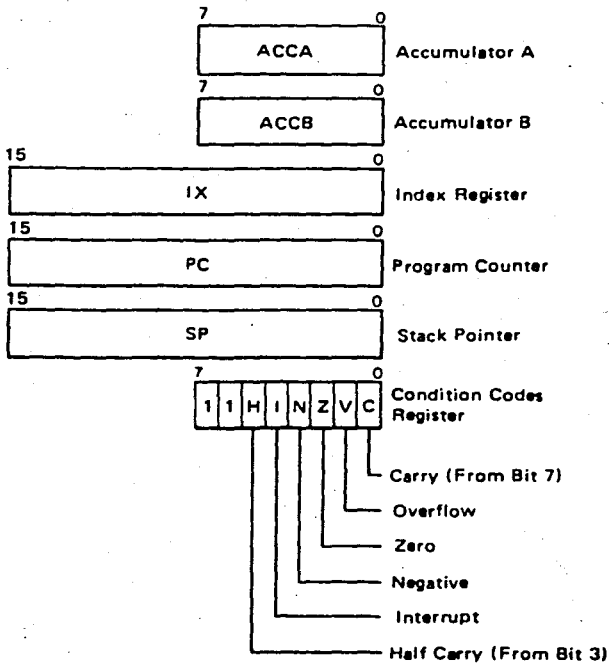 7 0
ACCA Accumulator A
7 0
ACCB Accumulator B
15 0
IX Index Register
15 0
PC Program Counter
15 0
SP Stack Pointer
7 0
1 1 H I N Z V C Condition Codes
Register
Carry (From Bit 7)
Overflow
Zero
Negative
Interrupt
Half Carry (From Bit 3)